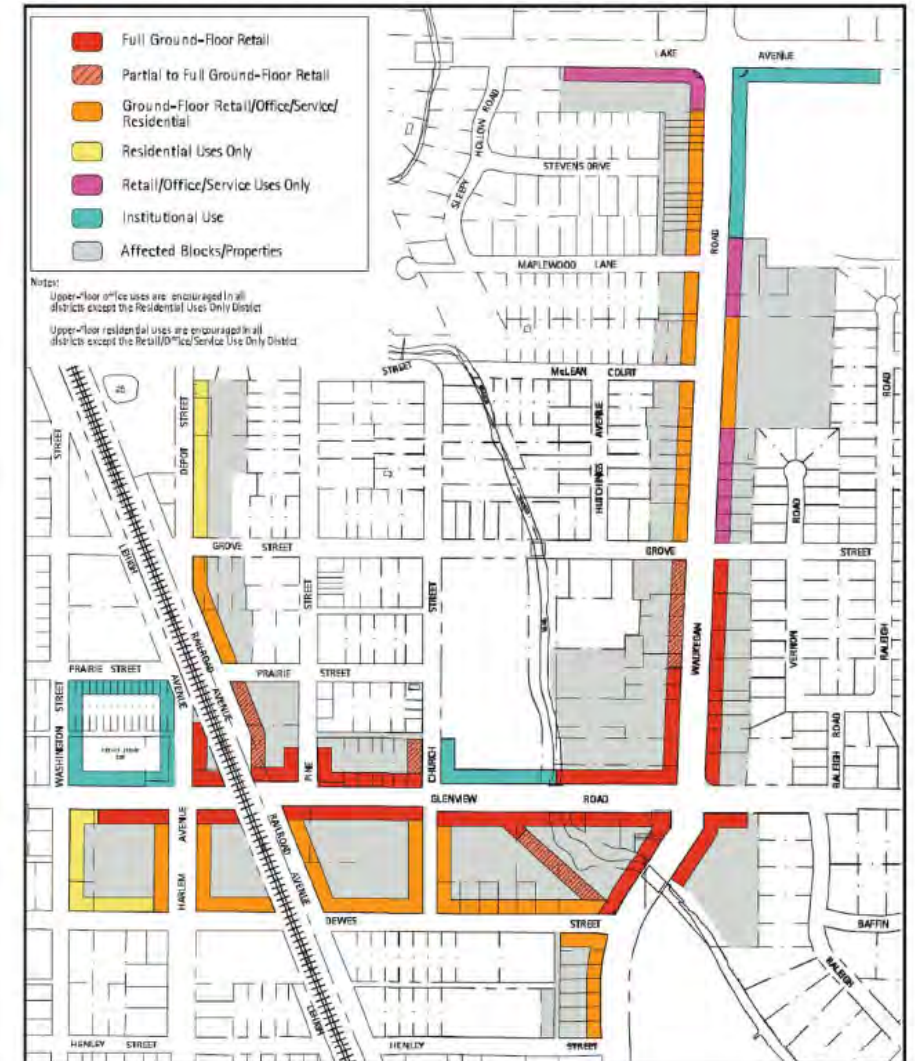 Full Ground-Floor Retail
Partial to Full Ground-Floor Retail
Ground-Floor Retail/Office/Service/
Residential
Residential Uses Only
Retail/Office/Service Uses Only
Institutional Use
Affected Blocks/Properties
Notes:
Upper-floor office uses are encouraged in all
districts except the Residential Uses Only District
Upper-floor residential uses are encouraged in all
districts except the Retail/Office/Service Use Only District
LAKE
AVENUE
SLEEPY
HOLLOW
ROAD
STEVENS DRIVE
ROAD
MAPLEWOOD LANE
STREET
McLEAN COURT
ROAD
STREET
DEPOT
STREET
HUTCHINGS
AVENUE
ROAD
GROVE STREET
GROVE
STREET
LEHIGH
STREET
STREET
WAUKEGAN
VERNON
RALEIGH
PRAIRIE STREET
RAILROAD
AVENUE
AVENUE
PRAIRIE
STREET
WASHINGTON
STREET
PINE
CHURCH
RALEIGH
ROAD
GLENVIEW
ROAD
HARLEM
AVENUE
RAILROAD
AVENUE
DEWES
STREET
BAFFIN
RALEIGH
LEHIGH
HENLEY STREET
HENLEY
STREET